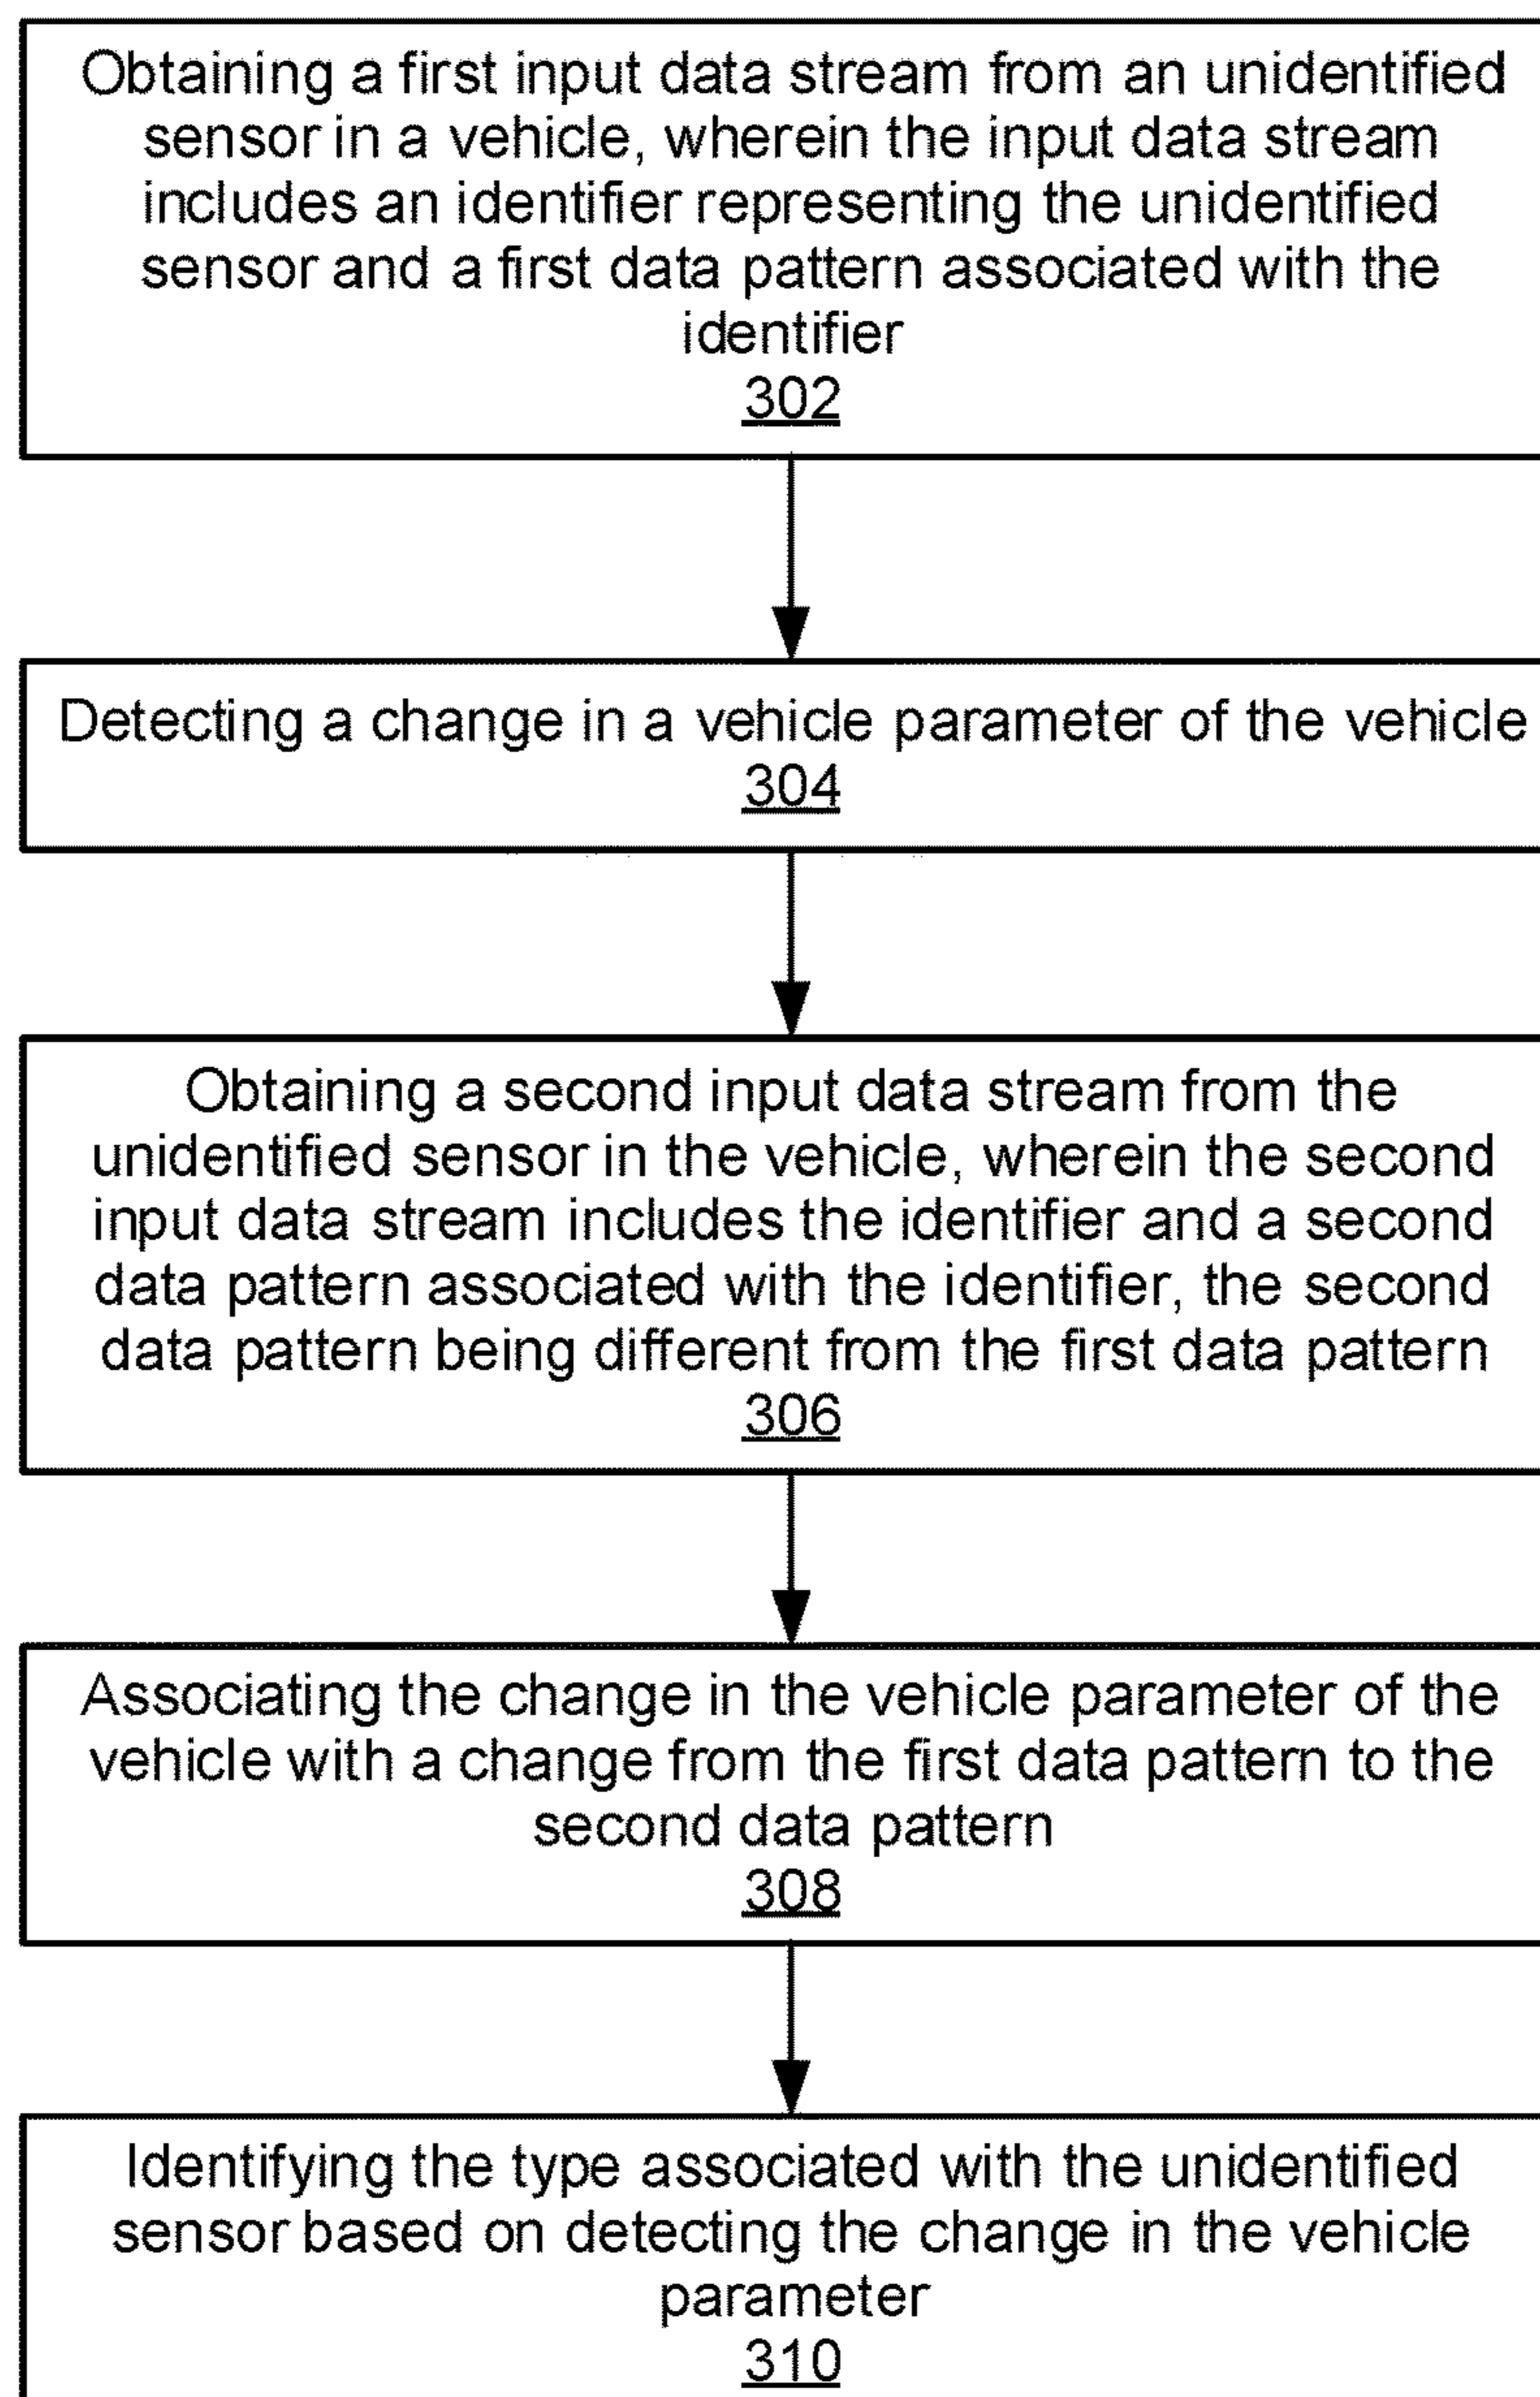 Obtaining a first input data stream from an unidentified
sensor in a vehicle, wherein the input data stream
includes an identifier representing the unidentified
sensor and a first data pattern associated with the
identifier
302
Detecting a change in a vehicle parameter of the vehicle
304
Obtaining a second input data stream from the
unidentified sensor in the vehicle, wherein the second
input data stream includes the identifier and a second
data pattern associated with the identifier, the second
data pattern being different from the first data pattern
306
Associating the change in the vehicle parameter of the
vehicle with a change from the first data pattern to the
second data pattern
308
Identifying the type associated with the unidentified
sensor based on detecting the change in the vehicle
parameter
310